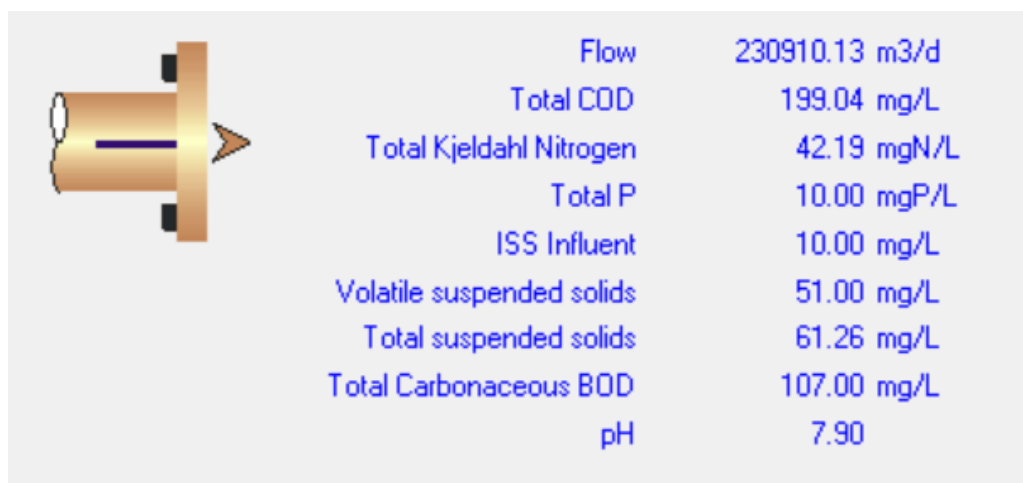 Flow 230910.13 m3/d
Total COD 199.04 mg/L
Total Kjeldahl Nitrogen 42.19 mgN/L
Total P 10.00 mgP/L
ISS Influent 10.00 mg/L
Volatile suspended solids 51.00 mg/L
Total suspended solids 61.26 mg/L
Total Carbonaceous BOD 107.00 mg/L
pH 7.90